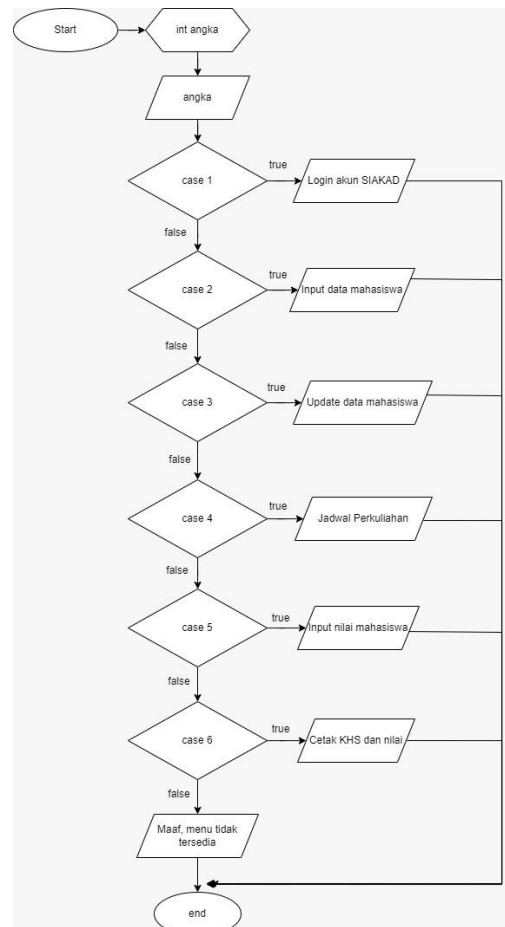 Start
int angka
angka
case 1
true
Login akun SIAKAD
false
case 2
true
Input data mahasiswa
false
case 3
true
Update data mahasiswa
false
case 4
true
Jadwal Perkuliahan
false
case 5
true
Input nilai mahasiswa
false
case 6
true
Cetak KHS dan nilai
false
Maaf, menu tidak
tersedia
end